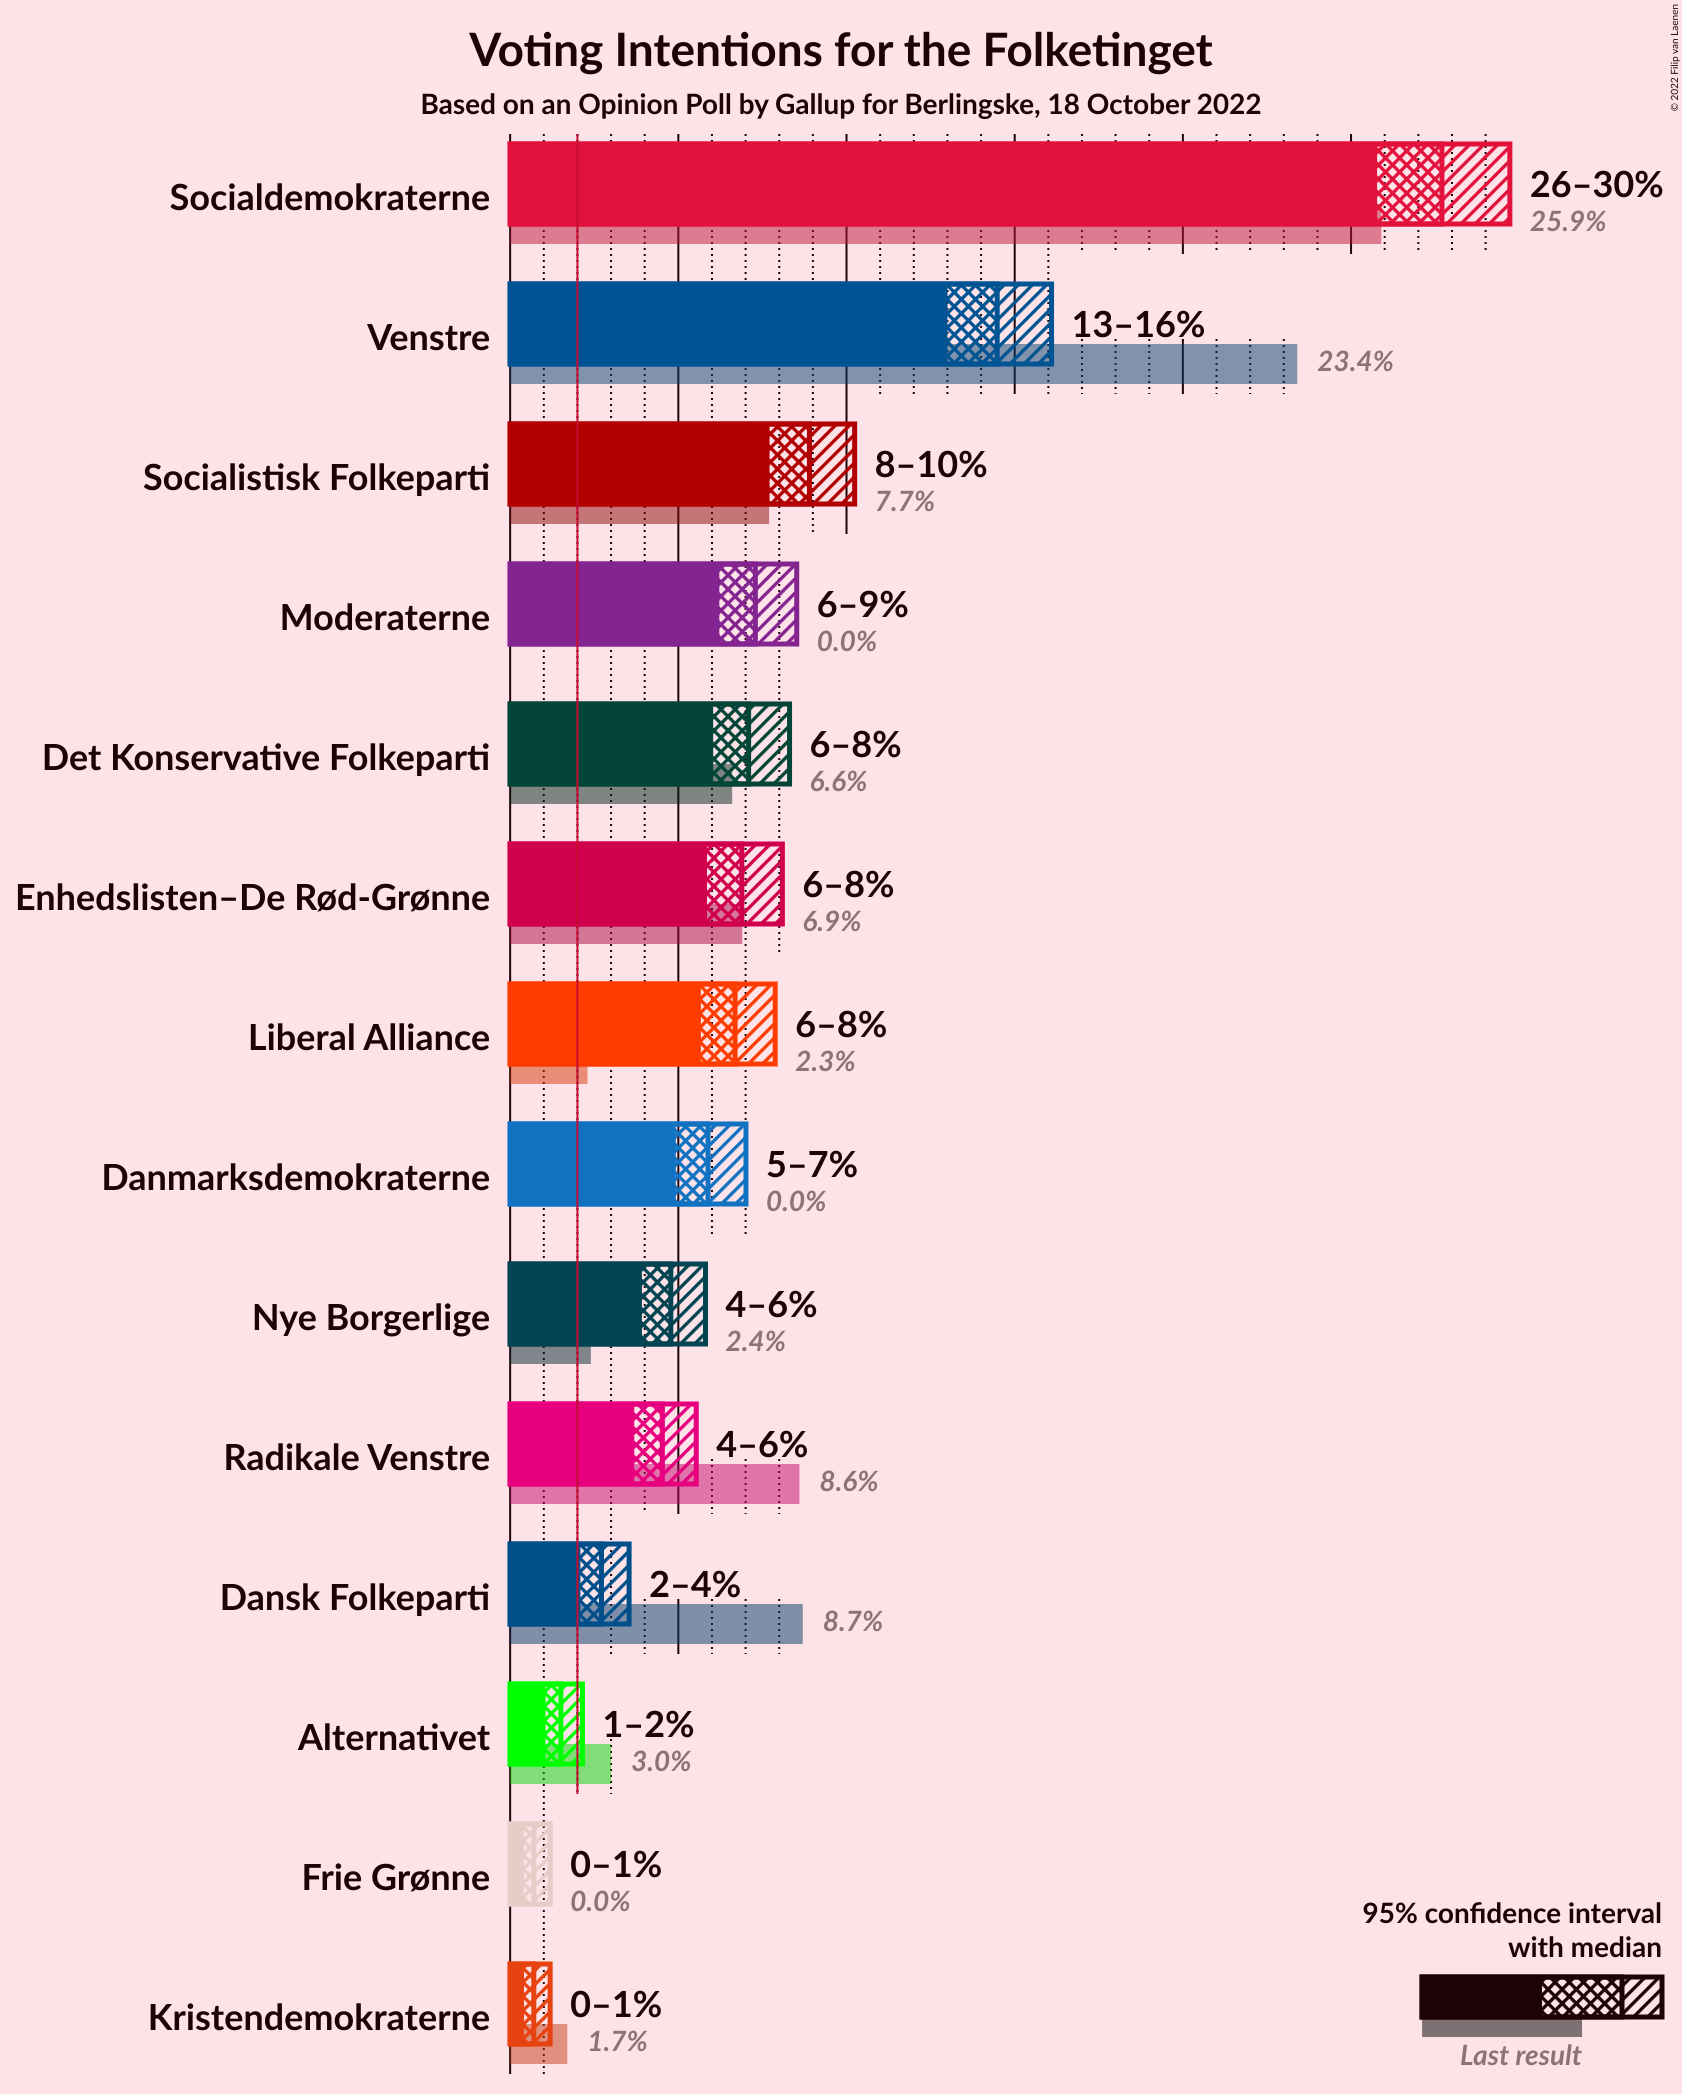 Voting Intentions for the Folketinget
Based on an Opinion Poll by Gallup for Berlingske, 18 October 2022
© 2022 Filip van Laenen
Socialdemokraterne
26–30%
25.9%
Venstre
13–16%
23.4%
Socialistisk Folkeparti
8–10%
7.7%
Moderaterne
6–9%
0.0%
Det Konservative Folkeparti
6–8%
6.6%
Enhedslisten–De Rød-Grønne
6–8%
6.9%
Liberal Alliance
6–8%
2.3%
Danmarksdemokraterne
5–7%
0.0%
Nye Borgerlige
4–6%
2.4%
Radikale Venstre
4–6%
8.6%
Dansk Folkeparti
2–4%
8.7%
Alternativet
1–2%
3.0%
Frie Grønne
0–1%
0.0%
Kristendemokraterne
0–1%
1.7%
95% confidence interval
with median
Last result